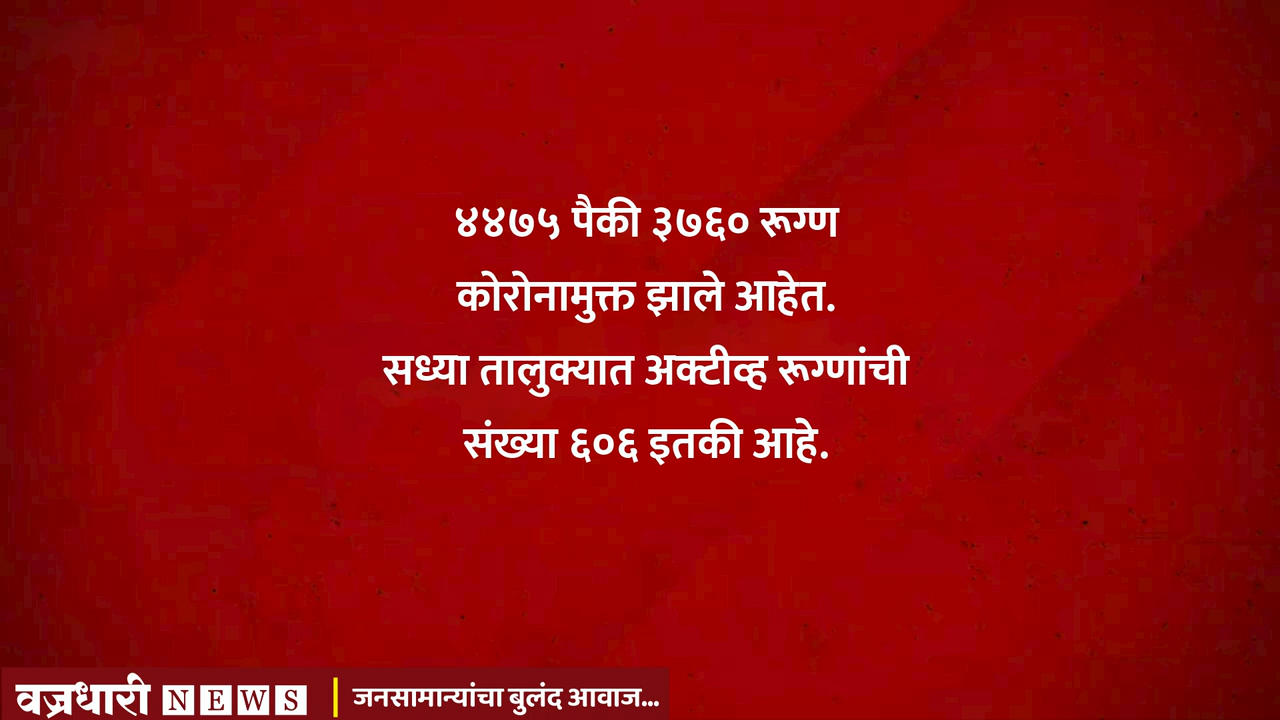 ४४७५ पैकी ३७६० रूग्ण
कोरोनामुक्त झाले आहेत.
सध्या तालुक्यात अक्टीव्ह रूग्णांची
संख्या ६०६ इतकी आहे.
वज्रधारी NEWS
जनसामान्यांचा बुलंद आवाज...